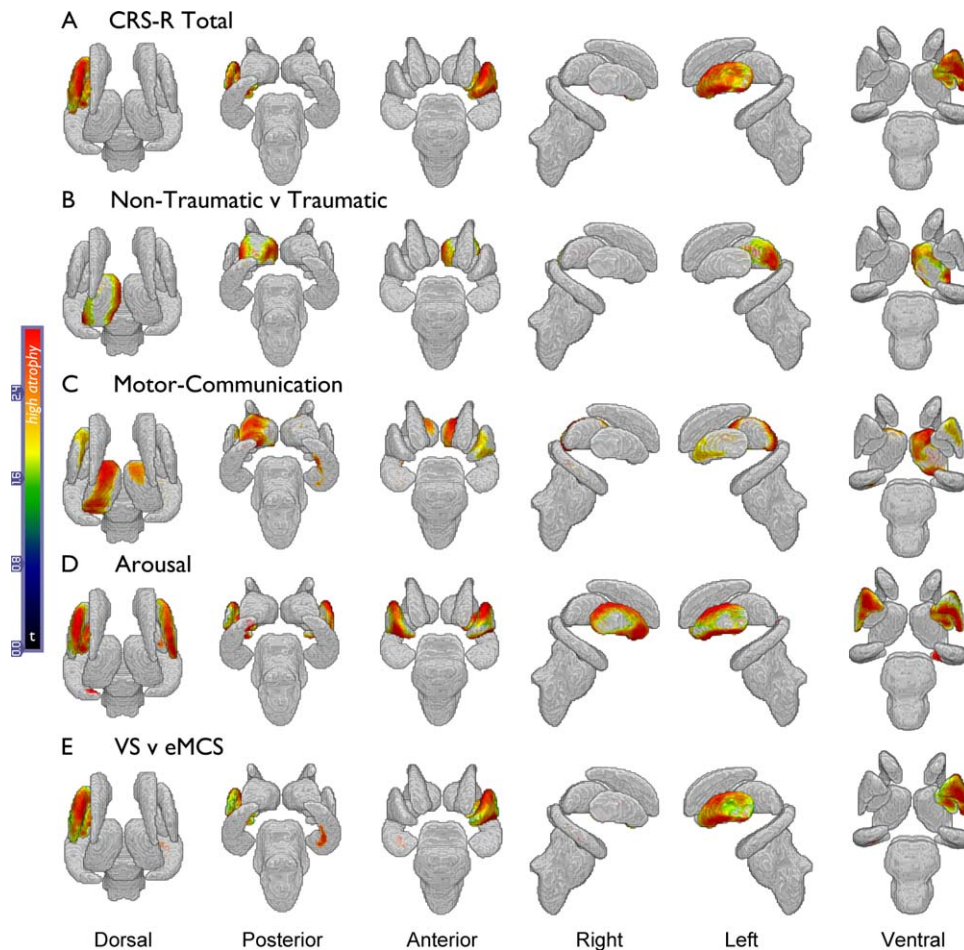 A CRS-R Total
B Non-Traumatic v Traumatic
C Motor-Communication
D Arousal
E VS v eMCS
high atrophy
2.4
1.6
0.8
0.0
t
Dorsal Posterior Anterior Right Left Ventral